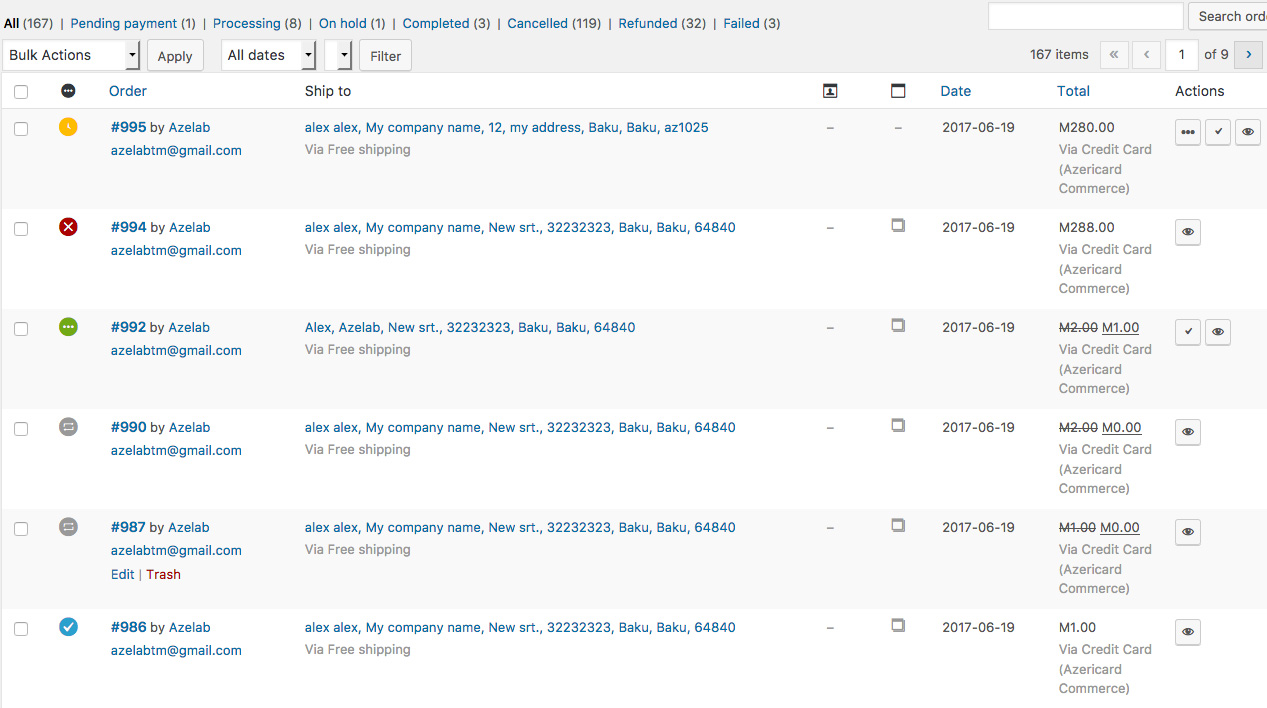 All (167) | Pending payment (1) | Processing (8) | On hold (1) | Completed (3) | Cancelled (119) | Refunded (32) | Failed (3)
Search
Bulk Actions Apply All dates Filter 167 items « ‹ 1 of 9 ›
Order Ship to Date Total Actions
#995 by Azelab alex alex, My company name, 12, my address, Baku, Baku, az1025 – – 2017-06-19 M280.00
azelabtm@gmail.com Via Free shipping Via Credit Card
(Azericard
Commerce)
#994 by Azelab alex alex, My company name, New srt., 32232323, Baku, Baku, 64840 – 2017-06-19 M288.00
azelabtm@gmail.com Via Free shipping Via Credit Card
(Azericard
Commerce)
#992 by Azelab Alex, Azelab, New srt., 32232323, Baku, Baku, 64840 – 2017-06-19 M2.00 M1.00
azelabtm@gmail.com Via Free shipping Via Credit Card
(Azericard
Commerce)
#990 by Azelab alex alex, My company name, New srt., 32232323, Baku, Baku, 64840 – 2017-06-19 M2.00 M0.00
azelabtm@gmail.com Via Free shipping Via Credit Card
(Azericard
Commerce)
#987 by Azelab alex alex, My company name, New srt., 32232323, Baku, Baku, 64840 – 2017-06-19 M1.00 M0.00
azelabtm@gmail.com Via Free shipping Via Credit Card
(Azericard
Edit | Trash Commerce)
#986 by Azelab alex alex, My company name, New srt., 32232323, Baku, Baku, 64840 – 2017-06-19 M1.00
azelabtm@gmail.com Via Free shipping Via Credit Card
(Azericard
Commerce)